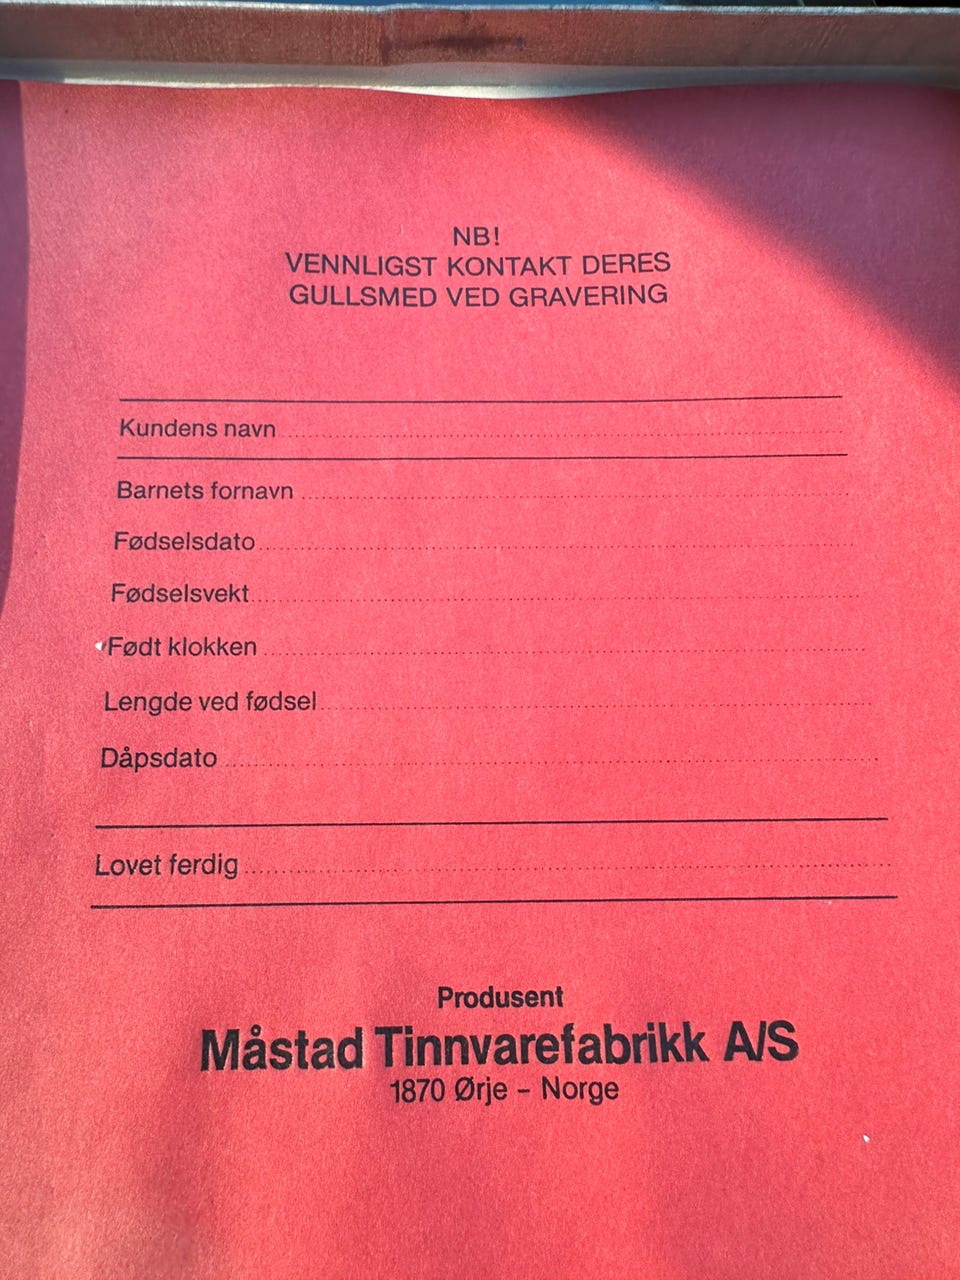 NB!
VENNLIGST KONTAKT DERES
GULLSMED VED GRAVERING
Kundens navn
Barnets fornavn
Fødselsdato
Fødselsvekt
Født klokken
Lengde ved fødsel
Dåpsdato
Lovet ferdig
Produsent
Måstad Tinnvarefabrikk A/S
1870 Ørje – Norge